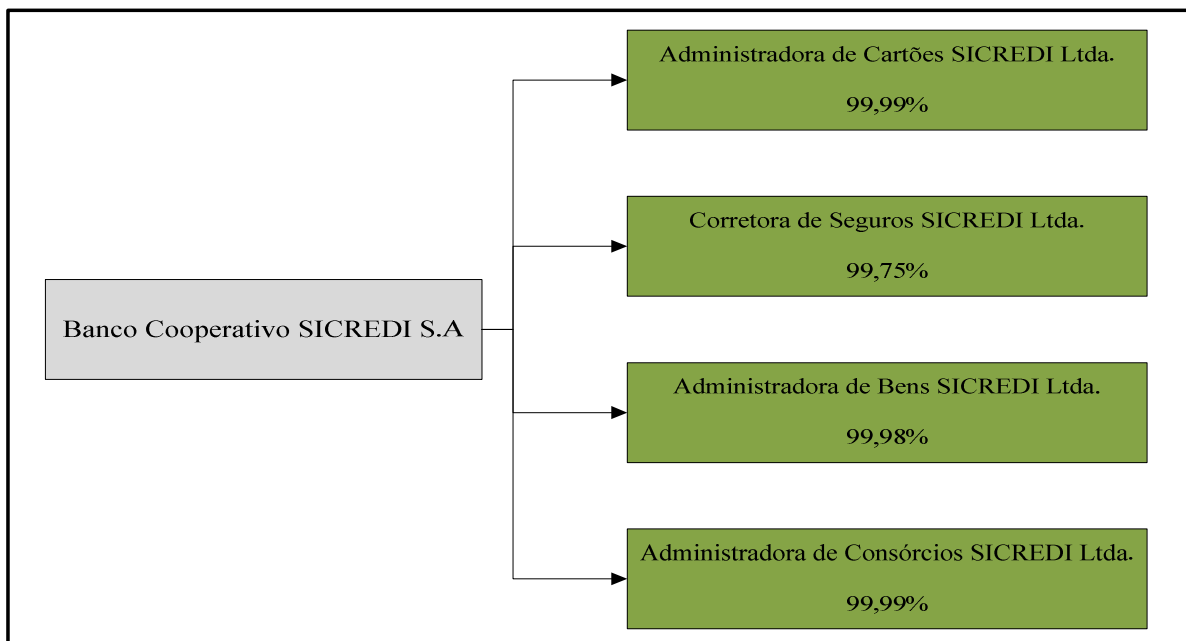 Banco Cooperativo SICREDI S.A
Administradora de Cartões SICREDI Ltda.
99,99%
Corretora de Seguros SICREDI Ltda.
99,75%
Administradora de Bens SICREDI Ltda.
99,98%
Administradora de Consórcios SICREDI Ltda.
99,99%